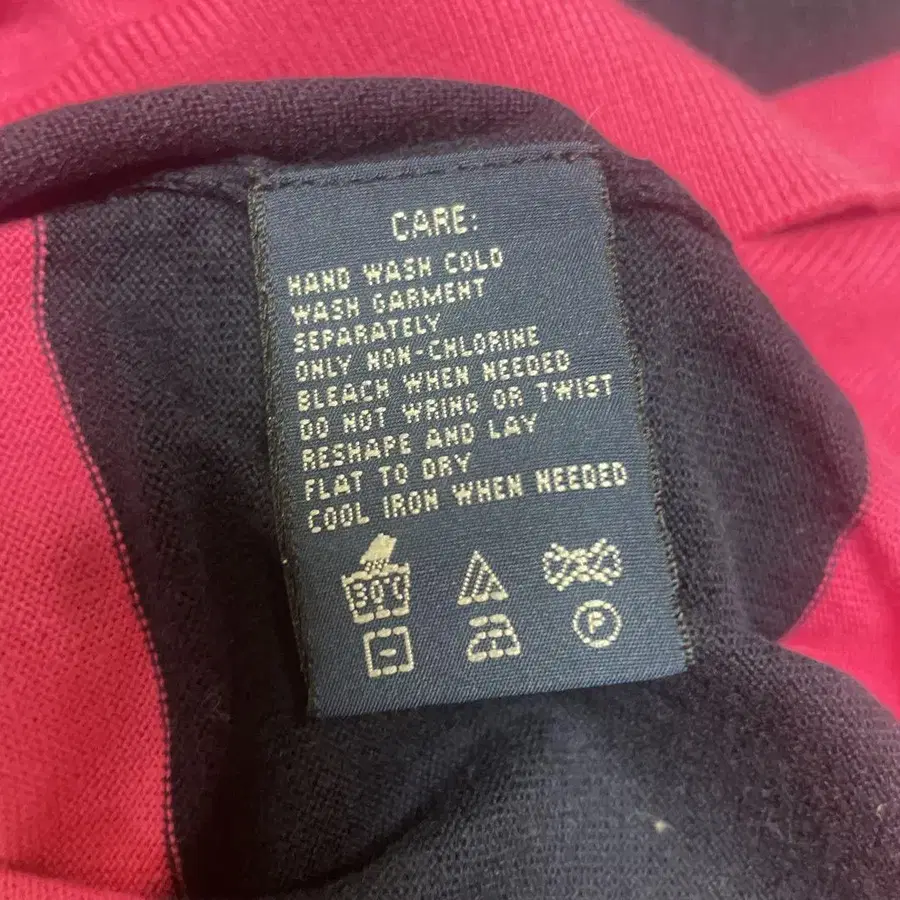 CARE:
HAND WASH COLD
WASH GARMENT
SEPARATELY
ONLY NON-CHLORINE
BLEACH WHEN NEEDED
DO NOT WRING OR TWIST
RESHAPE AND LAY
FLAT TO DRY
COOL IRON WHEN NEEDED
30°C
P